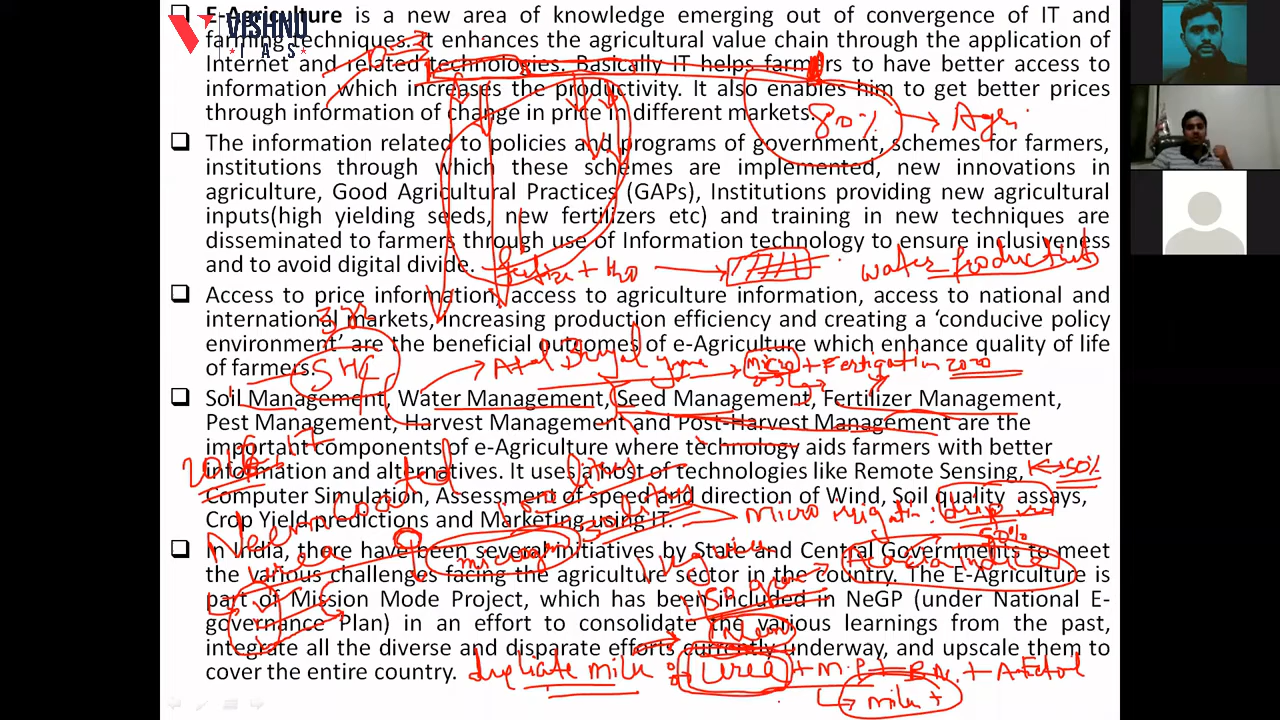 VISHNU
IAS
❑ E-Agriculture is a new area of knowledge emerging out of convergence of IT and
farming techniques. It enhances the agricultural value chain through the application of
Internet and related technologies. Basically IT helps farmers to have better access to
information which increases the productivity. It also enables him to get better prices
through information of change in price in different markets.
80% → Agri
❑ The information related to policies and programs of government, schemes for farmers,
institutions through which these schemes are implemented, new innovations in
agriculture, Good Agricultural Practices (GAPs), Institutions providing new agricultural
inputs(high yielding seeds, new fertilizers etc) and training in new techniques are
disseminated to farmers through use of Information technology to ensure inclusiveness
and to avoid digital divide.
+ H2O → water
❑ Access to price information, access to agriculture information, access to national and
international markets, increasing production efficiency and creating a ‘conducive policy
environment’ are the beneficial outcomes of e-Agriculture which enhance quality of life
of farmers.
micro + Fertigation 2020
❑ Soil Management, Water Management, Seed Management, Fertilizer Management,
Pest Management, Harvest Management and Post-Harvest Management are the
important components of e-Agriculture where technology aids farmers with better
information and alternatives. It uses a host of technologies like Remote Sensing,
50%
Computer Simulation, Assessment of speed and direction of Wind, Soil quality assays,
Crop Yield predictions and Marketing using IT.
Neem coated
urea
❑ In India, there have been several initiatives by State and Central Governments to meet
the various challenges facing the agriculture sector in the country. The E-Agriculture is
part of Mission Mode Project, which has been included in NeGP (under National E-
governance Plan) in an effort to consolidate the various learnings from the past,
integrate all the diverse and disparate efforts currently underway, and upscale them to
cover the entire country.
duplicate milk
urea + M.P +
milk +